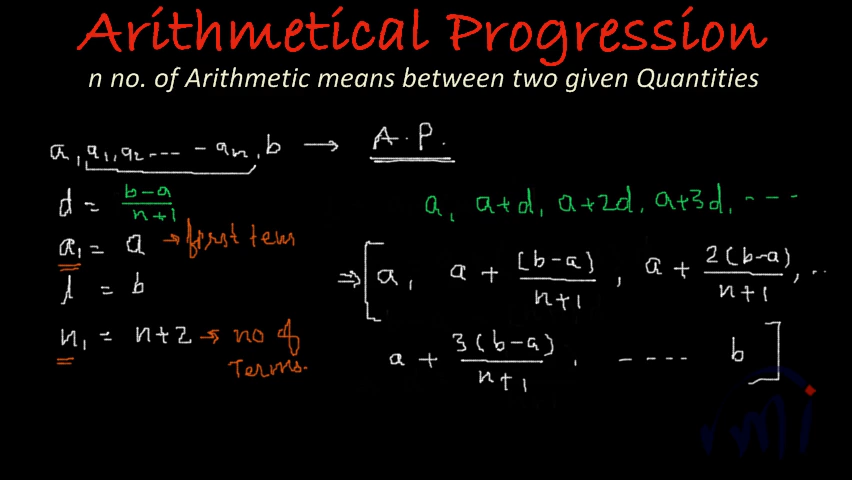 Arithmetical Progression
n no. of Arithmetic means between two given Quantities
a, a₁, a₂ ... - aₙ, b → A.P.
d = (b-a)/(n+1)
a, a+d, a+2d, a+3d, ----
a₁ = a → first term
l = b
⇒ [a, a + (b-a)/(n+1), a + 2(b-a)/(n+1), ..
n₁ = n+2 → no of Terms.
a + 3(b-a)/(n+1), ---- b]